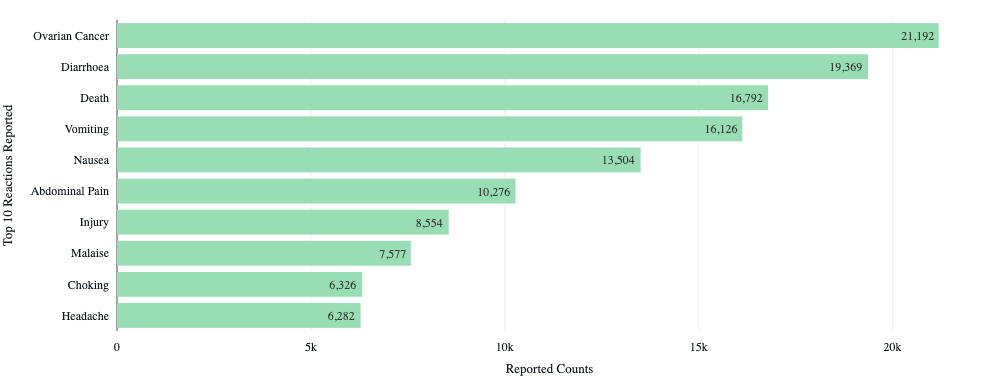 Top 10 Reactions Reported
Ovarian Cancer 21,192
Diarrhoea 19,369
Death 16,792
Vomiting 16,126
Nausea 13,504
Abdominal Pain 10,276
Injury 8,554
Malaise 7,577
Choking 6,326
Headache 6,282
0 5k 10k 15k 20k
Reported Counts